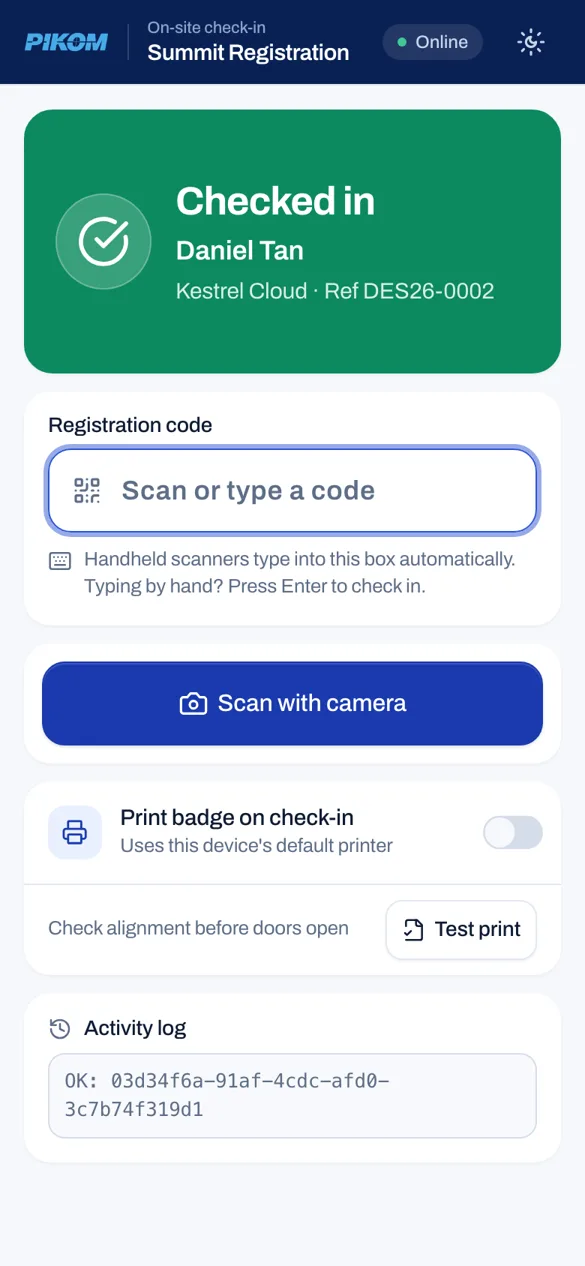 PIKOM
On-site check-in
Summit Registration
Online
Checked in
Daniel Tan
Kestrel Cloud · Ref DES26-0002
Registration code
Scan or type a code
Handheld scanners type into this box automatically.
Typing by hand? Press Enter to check in.
Scan with camera
Print badge on check-in
Uses this device's default printer
Check alignment before doors open
Test print
Activity log
OK: 03d34f6a-91af-4cdc-afd0-
3c7b74f319d1